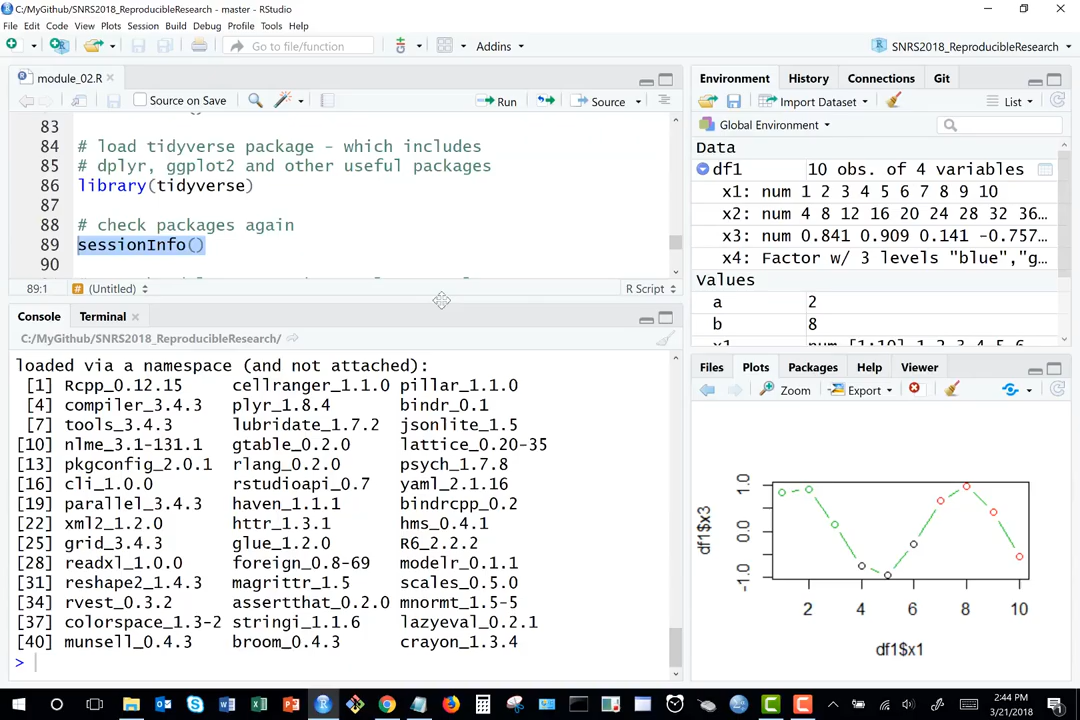 C:/MyGithub/SNRS2018_ReproducibleResearch - master - RStudio
File Edit Code View Plots Session Build Debug Profile Tools Help
Go to file/function
Addins
SNRS2018_ReproducibleResearch
module_02.R
Source on Save
Run
Source
83
84 # load tidyverse package - which includes
85 # dplyr, ggplot2 and other useful packages
86 library(tidyverse)
87
88 # check packages again
89 sessionInfo()
90
89:1 (Untitled) R Script
Console Terminal
C:/MyGithub/SNRS2018_ReproducibleResearch/
loaded via a namespace (and not attached):
[1] Rcpp_0.12.15 cellranger_1.1.0 pillar_1.1.0
[4] compiler_3.4.3 plyr_1.8.4 bindr_0.1
[7] tools_3.4.3 lubridate_1.7.2 jsonlite_1.5
[10] nlme_3.1-131.1 gtable_0.2.0 lattice_0.20-35
[13] pkgconfig_2.0.1 rlang_0.2.0 psych_1.7.8
[16] cli_1.0.0 rstudioapi_0.7 yaml_2.1.16
[19] parallel_3.4.3 haven_1.1.1 bindrcpp_0.2
[22] xml2_1.2.0 httr_1.3.1 hms_0.4.1
[25] grid_3.4.3 glue_1.2.0 R6_2.2.2
[28] readxl_1.0.0 foreign_0.8-69 modelr_0.1.1
[31] reshape2_1.4.3 magrittr_1.5 scales_0.5.0
[34] rvest_0.3.2 assertthat_0.2.0 mnormt_1.5-5
[37] colorspace_1.3-2 stringi_1.1.6 lazyeval_0.2.1
[40] munsell_0.4.3 broom_0.4.3 crayon_1.3.4
>
Environment History Connections Git
Import Dataset List
Global Environment
Data
df1 10 obs. of 4 variables
x1: num 1 2 3 4 5 6 7 8 9 10
x2: num 4 8 12 16 20 24 28 32 36…
x3: num 0.841 0.909 0.141 -0.757…
x4: Factor w/ 3 levels "blue","g…
Values
a 2
b 8
Files Plots Packages Help Viewer
Zoom Export
df1$x3
1.0
0.0
-1.0
2 4 6 8 10
df1$x1
2:44 PM
3/21/2018